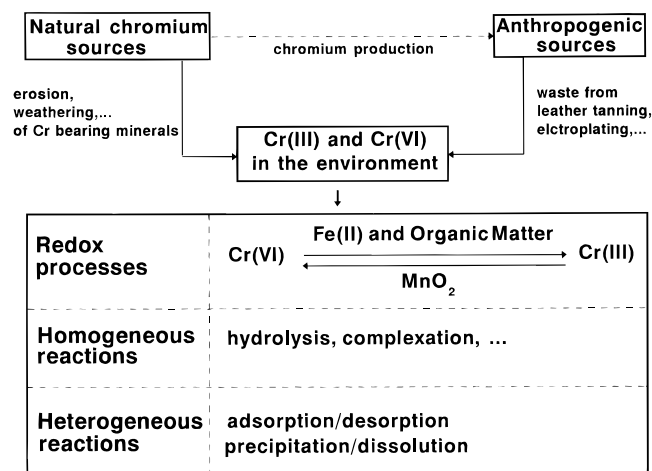 Natural chromium
sources
chromium production
Anthropogenic
sources
erosion,
weathering,...
of Cr bearing minerals
waste from
leather tanning,
elctroplating,...
Cr(III) and Cr(VI)
in the environment
Redox
processes
Cr(VI)
Fe(II) and Organic Matter
Cr(III)
MnO₂
Homogeneous
reactions
hydrolysis, complexation, ...
Heterogeneous
reactions
adsorption/desorption
precipitation/dissolution